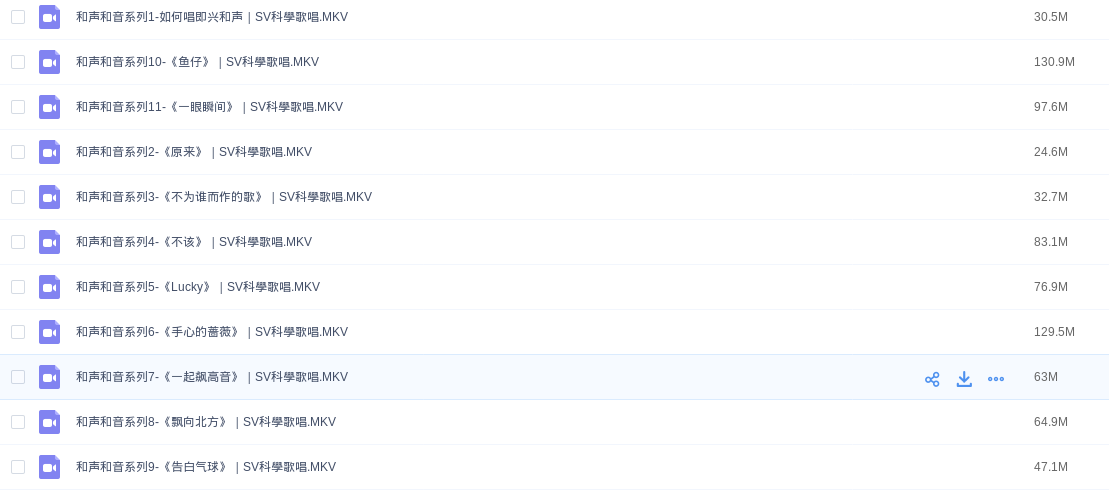 和声和音系列1-如何唱即兴和声｜SV科學歌唱.MKV 30.5M
和声和音系列10-《鱼仔》｜SV科學歌唱.MKV 130.9M
和声和音系列11-《一眼瞬间》｜SV科學歌唱.MKV 97.6M
和声和音系列2-《原来》｜SV科學歌唱.MKV 24.6M
和声和音系列3-《不为谁而作的歌》｜SV科學歌唱.MKV 32.7M
和声和音系列4-《不该》｜SV科學歌唱.MKV 83.1M
和声和音系列5-《Lucky》｜SV科學歌唱.MKV 76.9M
和声和音系列6-《手心的蔷薇》｜SV科學歌唱.MKV 129.5M
和声和音系列7-《一起飙高音》｜SV科學歌唱.MKV 63M
和声和音系列8-《飘向北方》｜SV科學歌唱.MKV 64.9M
和声和音系列9-《告白气球》｜SV科學歌唱.MKV 47.1M